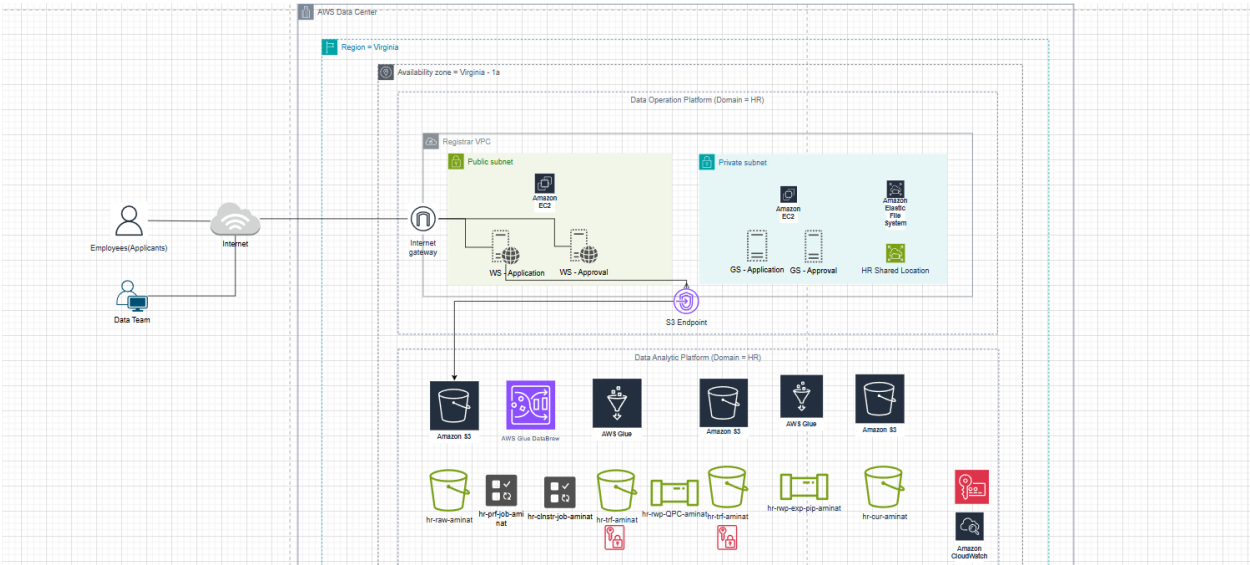 AWS Data Center
Region = Virginia
Availability zone = Virginia - 1a
Data Operation Platform (Domain = HR)
Registrar VPC
Public subnet
Private subnet
Amazon
EC2
Amazon
EC2
Amazon
Elastic
File
System
Employees(Applicants)
Internet
Internet
gateway
WS - Application
WS - Approval
GS - Application
GS - Approval
HR Shared Location
Data Team
S3 Endpoint
Data Analytic Platform (Domain = HR)
Amazon S3
AWS Glue DataBrew
AWS Glue
Amazon S3
AWS Glue
Amazon S3
hr-raw-aminat
hr-prf-job-ami
nat
hr-clnstr-job-aminat
hr-trf-aminat
hr-rwp-QPC-aminat
hr-trf-aminat
hr-rwp-exp-pip-aminat
hr-cur-aminat
Amazon
CloudWatch